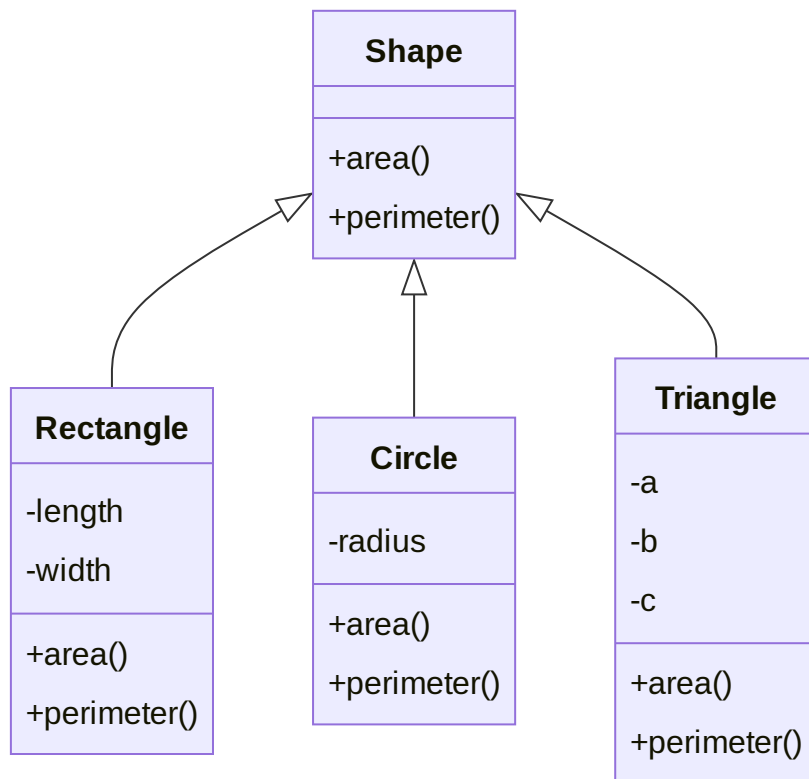 Shape
+area()
+perimeter()
Rectangle
-length
-width
+area()
+perimeter()
Circle
-radius
+area()
+perimeter()
Triangle
-a
-b
-c
+area()
+perimeter()